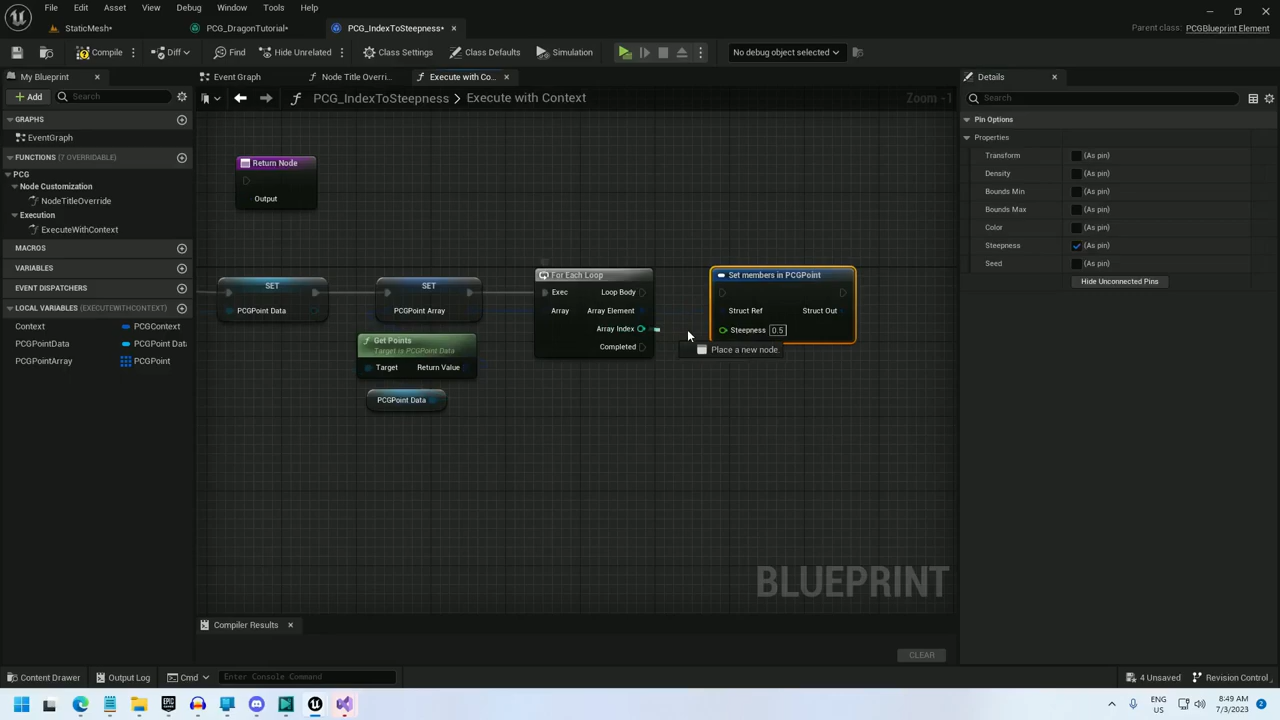 File Edit Asset View Debug Window Tools Help
StaticMesh* PCG_DragonTutorial* PCG_IndexToSteepness*
Parent class: PCGBlueprint Element
Compile Diff Find Hide Unrelated Class Settings Class Defaults Simulation No debug object selected
My Blueprint
Event Graph Node Title Overri... Execute with Co...
Details
Add Search
PCG_IndexToSteepness > Execute with Context
Zoom -1
Search
GRAPHS
EventGraph
FUNCTIONS (7 OVERRIDABLE)
PCG
Node Customization
NodeTitleOverride
Execution
ExecuteWithContext
MACROS
VARIABLES
EVENT DISPATCHERS
LOCAL VARIABLES (EXECUTEWITHCONTEXT)
Context PCGContext
PCGPointData PCGPoint Data
PCGPointArray PCGPoint
Return Node
Output
SET
PCGPoint Data
SET
PCGPoint Array
Get Points
Target is PCGPoint Data
Target Return Value
PCGPoint Data
For Each Loop
Exec Loop Body
Array Array Element
Array Index
Completed
Set members in PCGPoint
Struct Ref Struct Out
Steepness 0.5
Place a new node.
BLUEPRINT
Pin Options
Properties
Transform (As pin)
Density (As pin)
Bounds Min (As pin)
Bounds Max (As pin)
Color (As pin)
Steepness (As pin)
Seed (As pin)
Hide Unconnected Pins
Compiler Results
CLEAR
Content Drawer Output Log Cmd Enter Console Command
4 Unsaved Revision Control
ENG
US
8:49 AM
7/3/2023
2